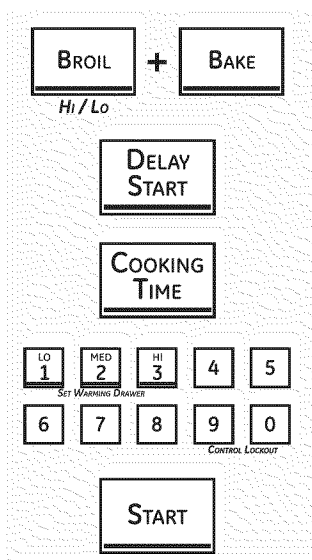 BROIL + BAKE
HI / LO
DELAY
START
COOKING
TIME
LO MED HI
1 2 3 4 5
SET WARMING DRAWER
6 7 8 9 0
CONTROL LOCKOUT
START